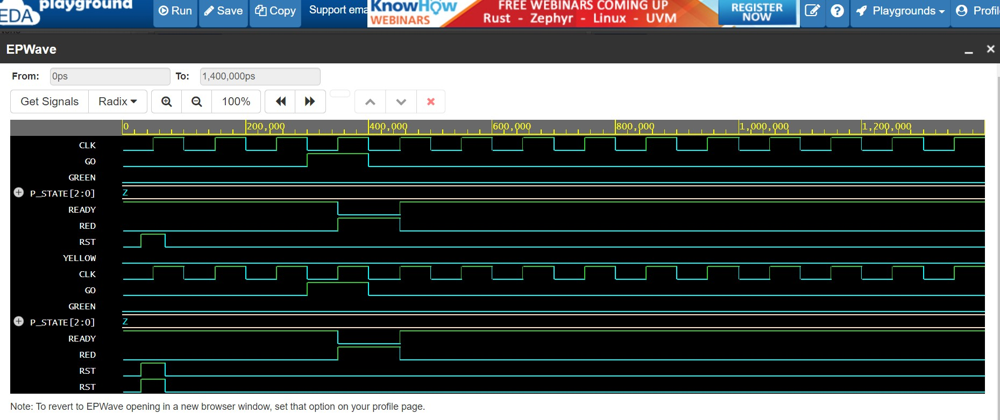 EDA playground
Run Save Copy Support ema
KnowHow WEBINARS
FREE WEBINARS COMING UP
Rust - Zephyr - Linux - UVM
REGISTER NOW
Playgrounds Profil
EPWave
From: 0ps To: 1,400,000ps
Get Signals Radix 100%
0 200,000 400,000 600,000 800,000 1,000,000 1,200,000
CLK
GO
GREEN
P_STATE[2:0] Z
READY
RED
RST
YELLOW
CLK
GO
GREEN
P_STATE[2:0] Z
READY
RED
RST
RST
Note: To revert to EPWave opening in a new browser window, set that option on your profile page.